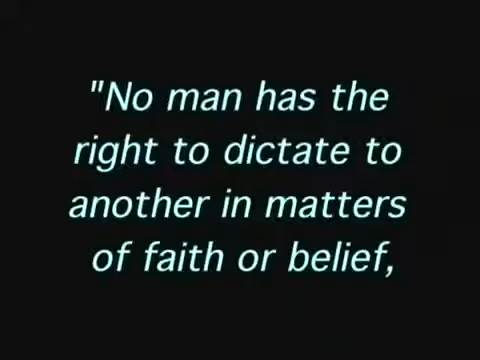 "No man has the
right to dictate to
another in matters
of faith or belief,